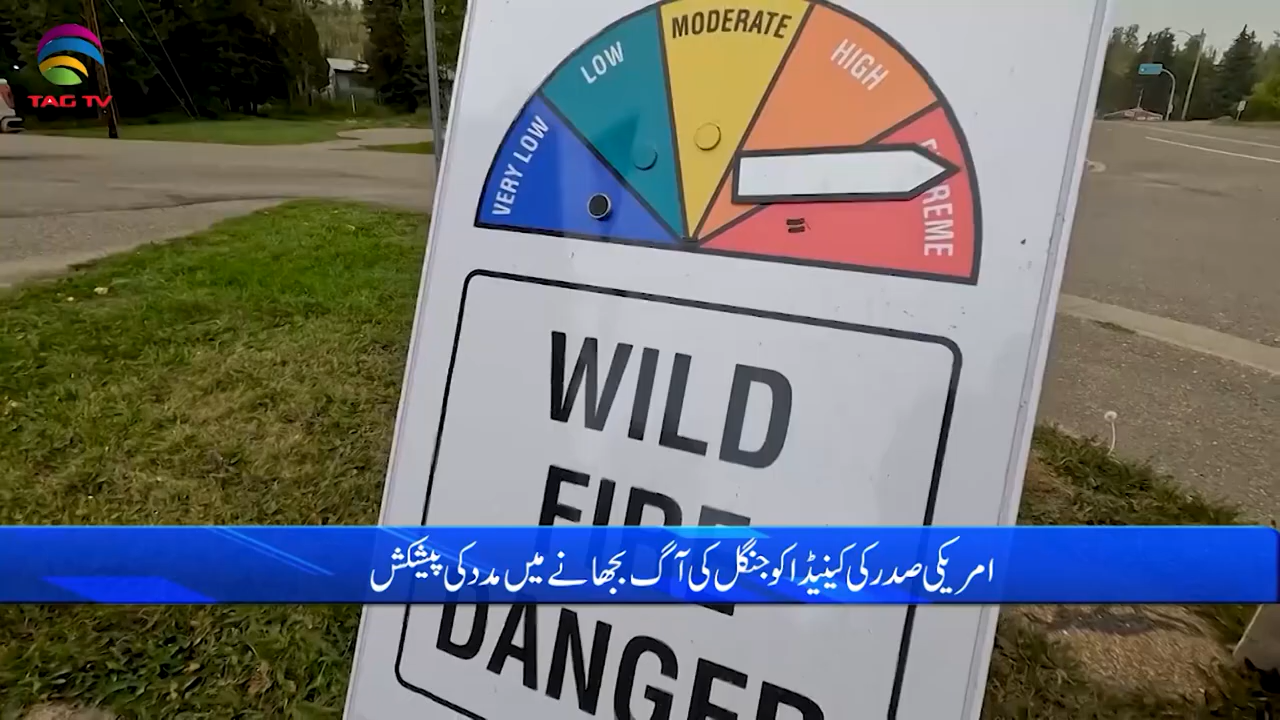 TAG TV
VERY LOW
LOW
MODERATE
HIGH
WILD
FIRE
امریکی صدر کی کینیڈا کو جنگل کی آگ بجھانے میں مدد کی پیشکش
DANGER